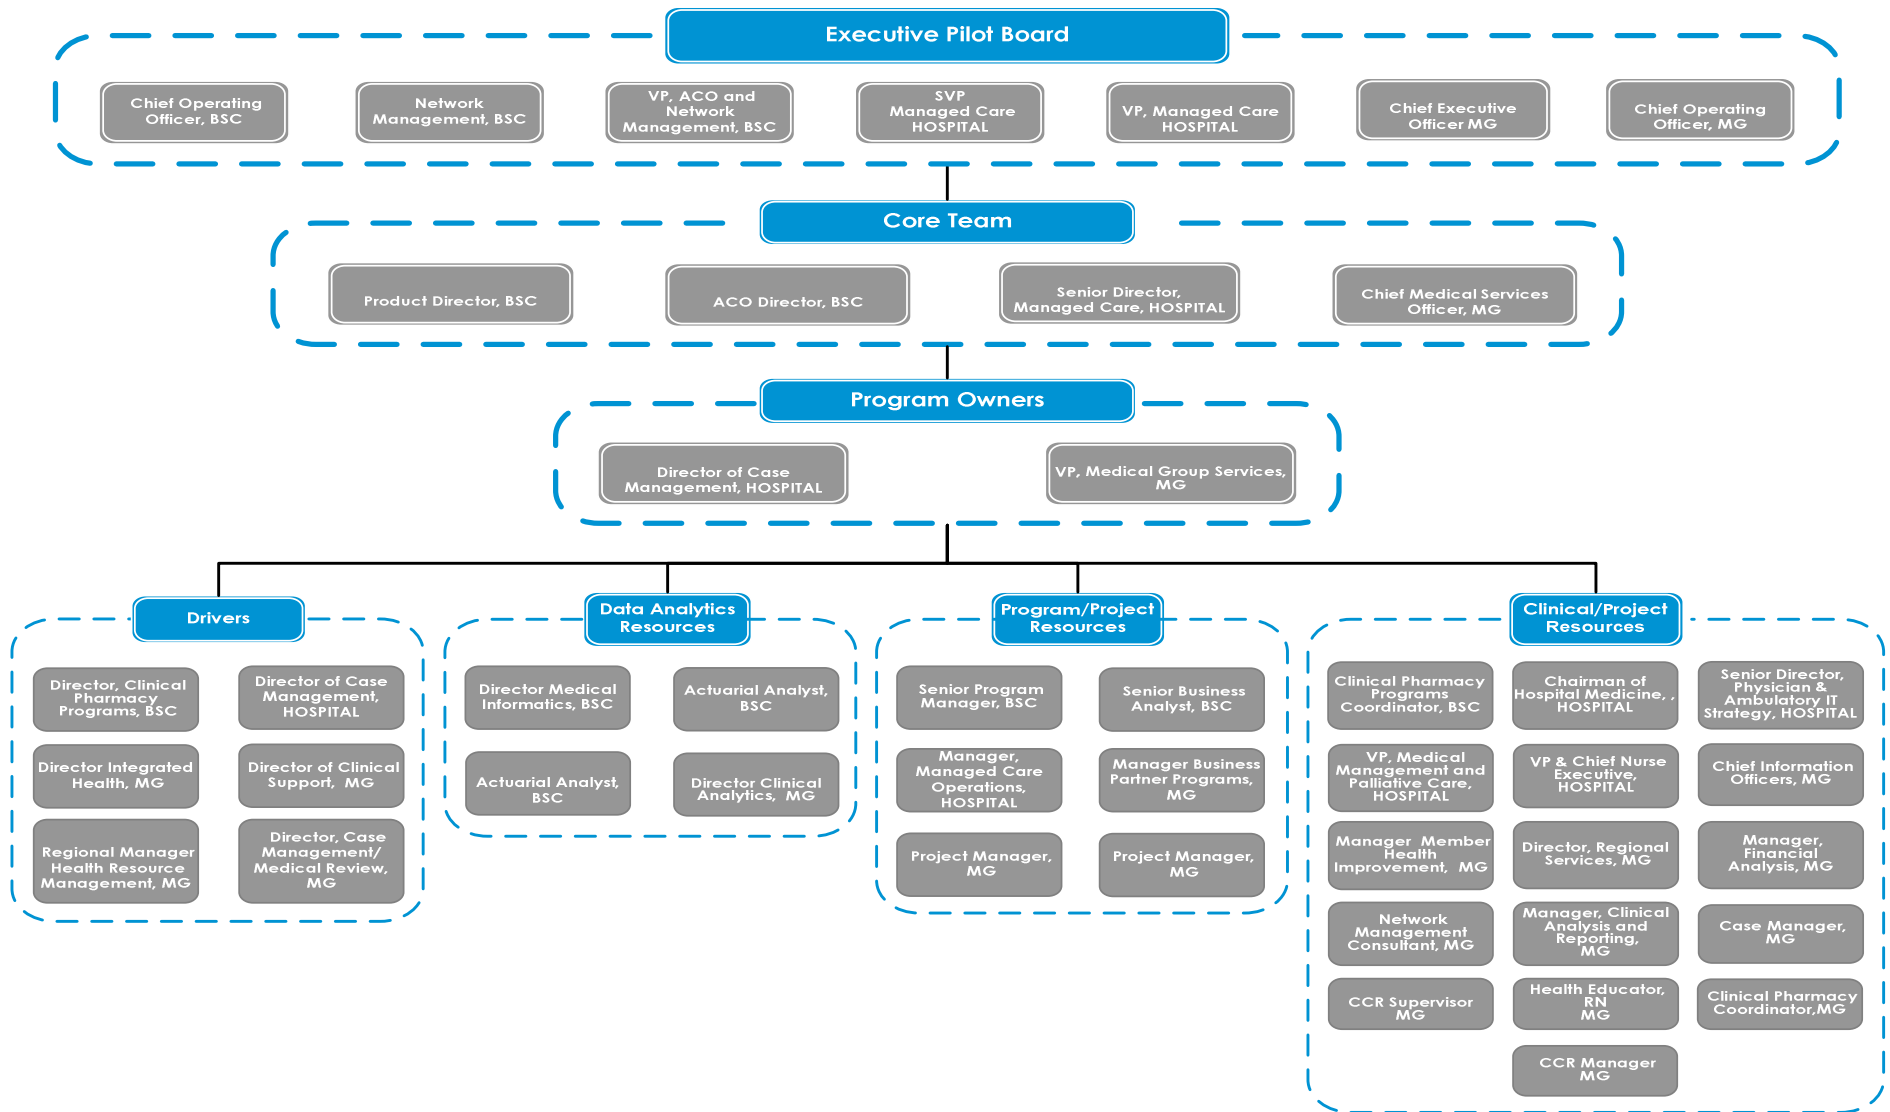 Executive Pilot Board
Chief Operating
Officer, BSC
Network
Management, BSC
VP, ACO and
Network
Management, BSC
SVP
Managed Care
HOSPITAL
VP, Managed Care
HOSPITAL
Chief Executive
Officer MG
Chief Operating
Officer, MG
Core Team
Product Director, BSC
ACO Director, BSC
Senior Director,
Managed Care, HOSPITAL
Chief Medical Services
Officer, MG
Program Owners
Director of Case
Management, HOSPITAL
VP, Medical Group Services,
MG
Drivers
Director, Clinical
Pharmacy
Programs, BSC
Director of Case
Management,
HOSPITAL
Director Integrated
Health, MG
Director of Clinical
Support,  MG
Regional Manager
Health Resource
Management, MG
Director, Case
Management/
Medical Review,
MG
Data Analytics
Resources
Director Medical
Informatics, BSC
Actuarial Analyst,
BSC
Actuarial Analyst,
BSC
Director Clinical
Analytics,  MG
Program/Project
Resources
Senior Program
Manager, BSC
Senior Business
Analyst, BSC
Manager,
Managed Care
Operations,
HOSPITAL
Manager Business
Partner Programs,
MG
Project Manager,
MG
Project Manager,
MG
Clinical/Project
Resources
Clinical Pharmacy
Programs
Coordinator, BSC
Chairman of
Hospital Medicine, ,
HOSPITAL
Senior Director,
Physician &
Ambulatory IT
Strategy, HOSPITAL
VP, Medical
Management and
Palliative Care,
HOSPITAL
VP & Chief Nurse
Executive,
HOSPITAL
Chief Information
Officers, MG
Manager  Member
Health
Improvement,  MG
Director, Regional
Services, MG
Manager,
Financial
Analysis, MG
Network
Management
Consultant, MG
Manager, Clinical
Analysis and
Reporting,
MG
Case Manager,
MG
CCR Supervisor
MG
Health Educator,
RN
MG
Clinical Pharmacy
Coordinator,MG
CCR Manager
MG